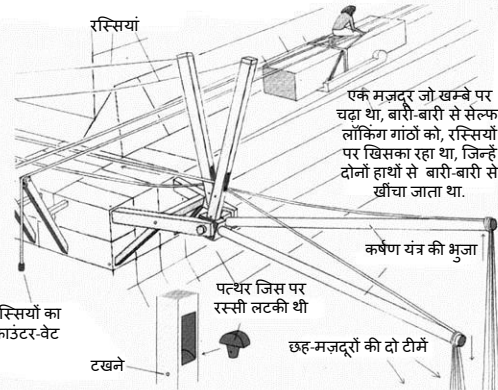 रस्सियां
एक मज़दूर जो खम्बे पर
चढ़ा था, बारी-बारी से सेल्फ
लॉकिंग गांठों को, रस्सियों
पर खिसका रहा था, जिन्हें
दोनों हाथों से बारी-बारी से
खींचा जाता था.
कर्षण यंत्र की भुजा
पत्थर जिस पर
रस्सी लटकी थी
स्सियों का
काउंटर-वेट
छह-मज़दूरों की दो टीमें
टखने